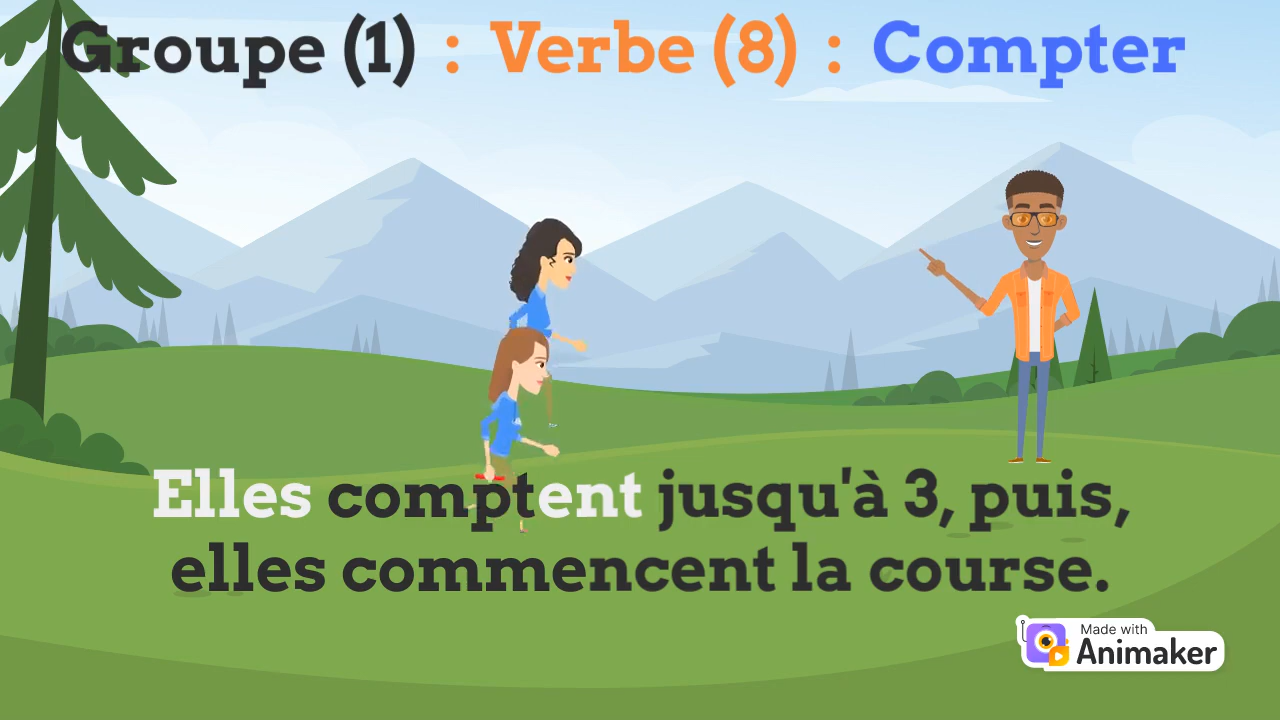 Groupe (1) : Verbe (8) : Compter
Elles comptent jusqu'à 3, puis,
elles commencent la course.
Made with
Animaker